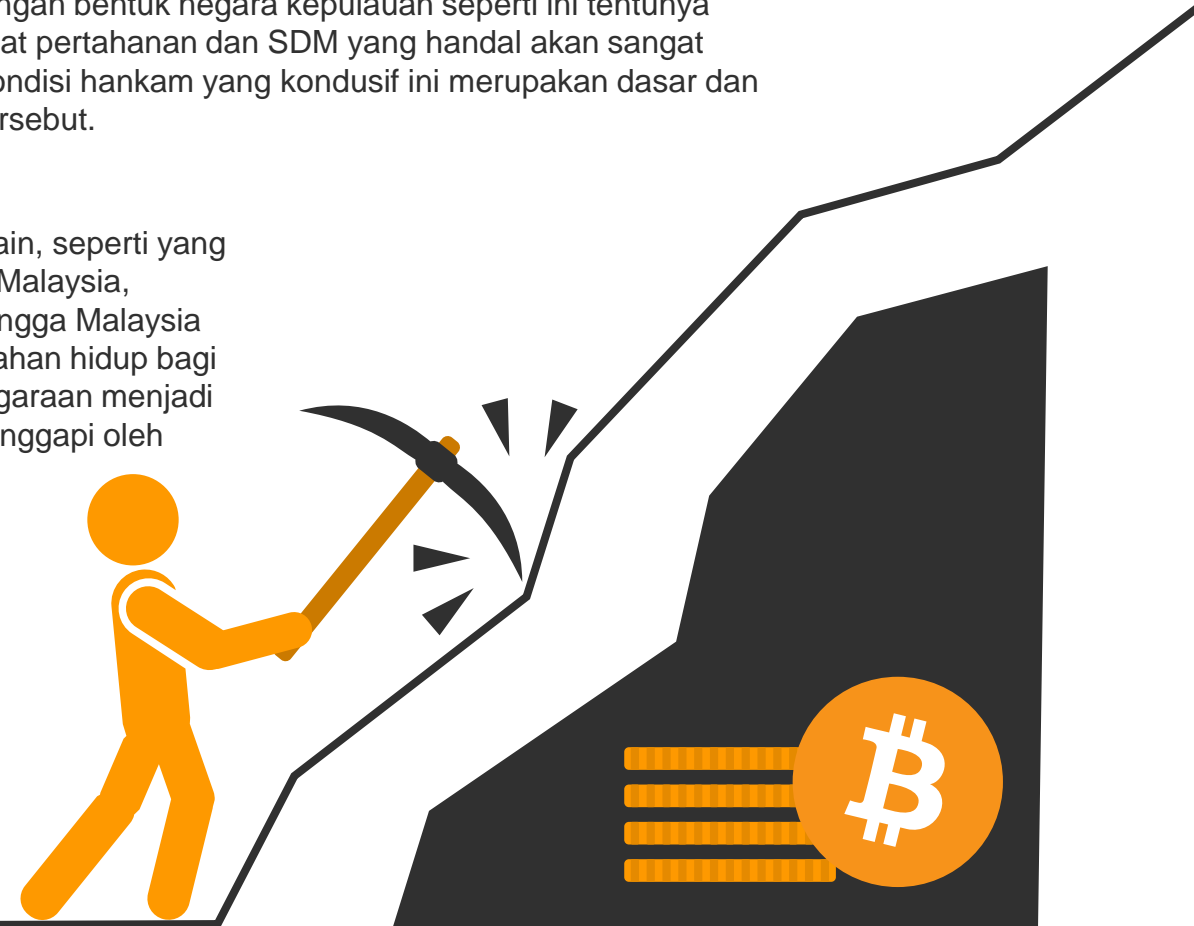 ngan bentuk negara kepulauan seperti ini tentunya
at pertahanan dan SDM yang handal akan sangat
ondisi hankam yang kondusif ini merupakan dasar dan
rsebut.
ain, seperti yang
Malaysia,
ngga Malaysia
ahan hidup bagi
garaan menjadi
nggapi oleh